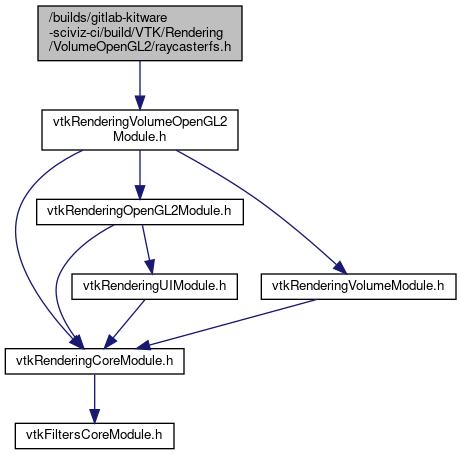 /builds/gitlab-kitware
-sciviz-ci/build/VTK/Rendering
/VolumeOpenGL2/raycasterfs.h
vtkRenderingVolumeOpenGL2
Module.h
vtkRenderingOpenGL2Module.h
vtkRenderingUIModule.h
vtkRenderingVolumeModule.h
vtkRenderingCoreModule.h
vtkFiltersCoreModule.h